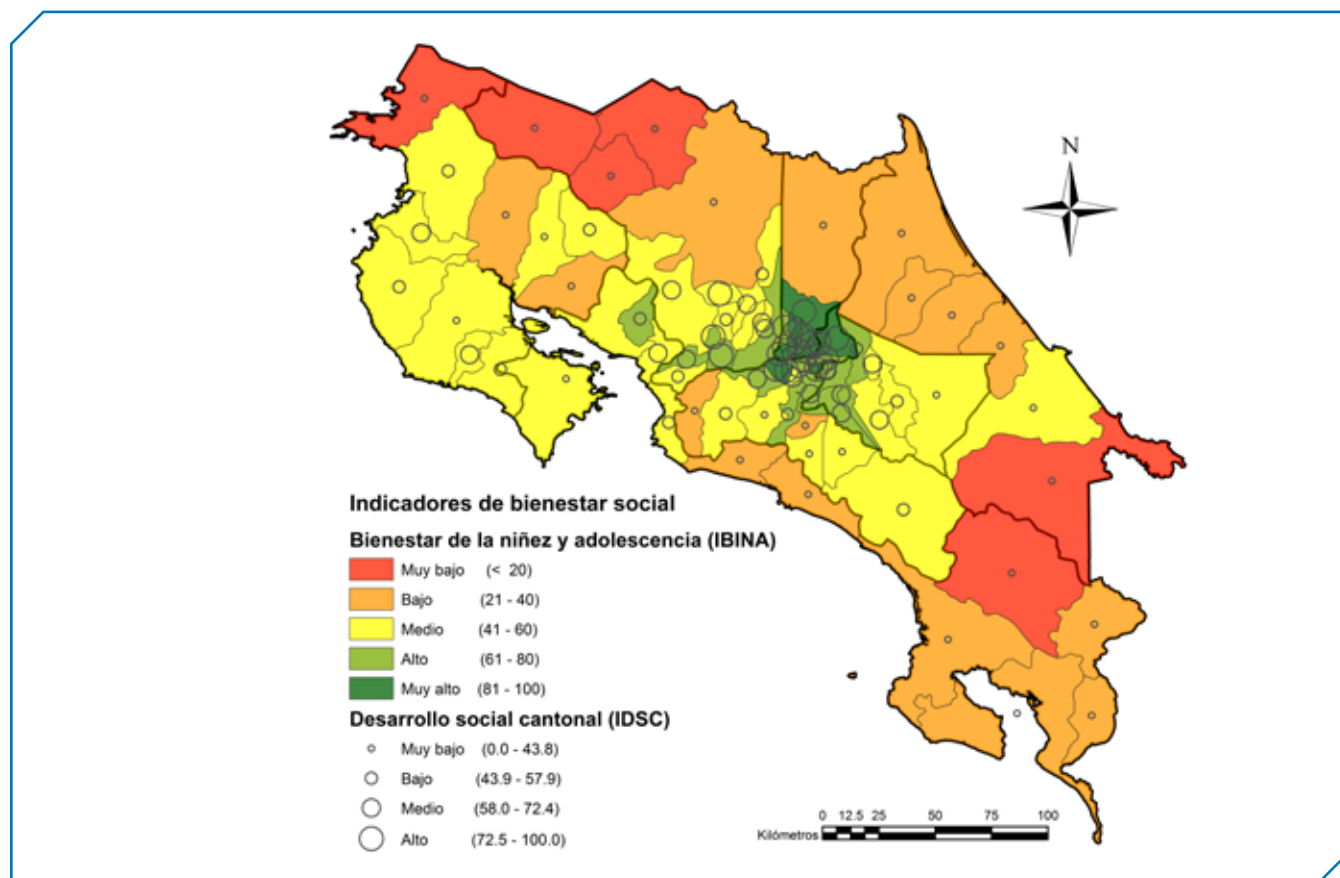 N
Indicadores de bienestar social
Bienestar de la niñez y adolescencia (IBINA)
Muy bajo (< 20)
Bajo (21 - 40)
Medio (41 - 60)
Alto (61 - 80)
Muy alto (81 - 100)
Desarrollo social cantonal (IDSC)
Muy bajo (0.0 - 43.8)
Bajo (43.9 - 57.9)
Medio (58.0 - 72.4)
Alto (72.5 - 100.0)
0 12.5 25 50 75 100
Kilómetros